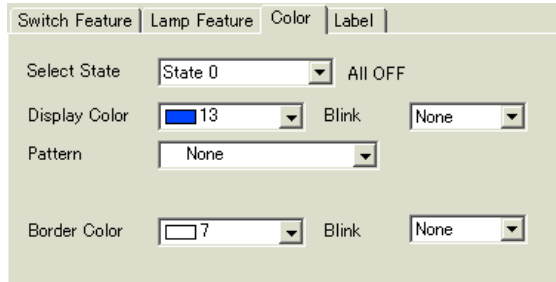 Switch Feature Lamp Feature Color Label
Select State State 0 All OFF
Display Color 13 Blink None
Pattern None
Border Color 7 Blink None